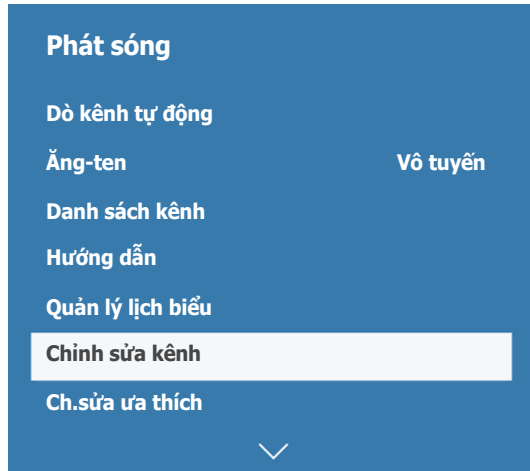 Phát sóng
Dò kênh tự động
Ăng-ten Vô tuyến
Danh sách kênh
Hướng dẫn
Quản lý lịch biểu
Chỉnh sửa kênh
Ch.sửa ưa thích